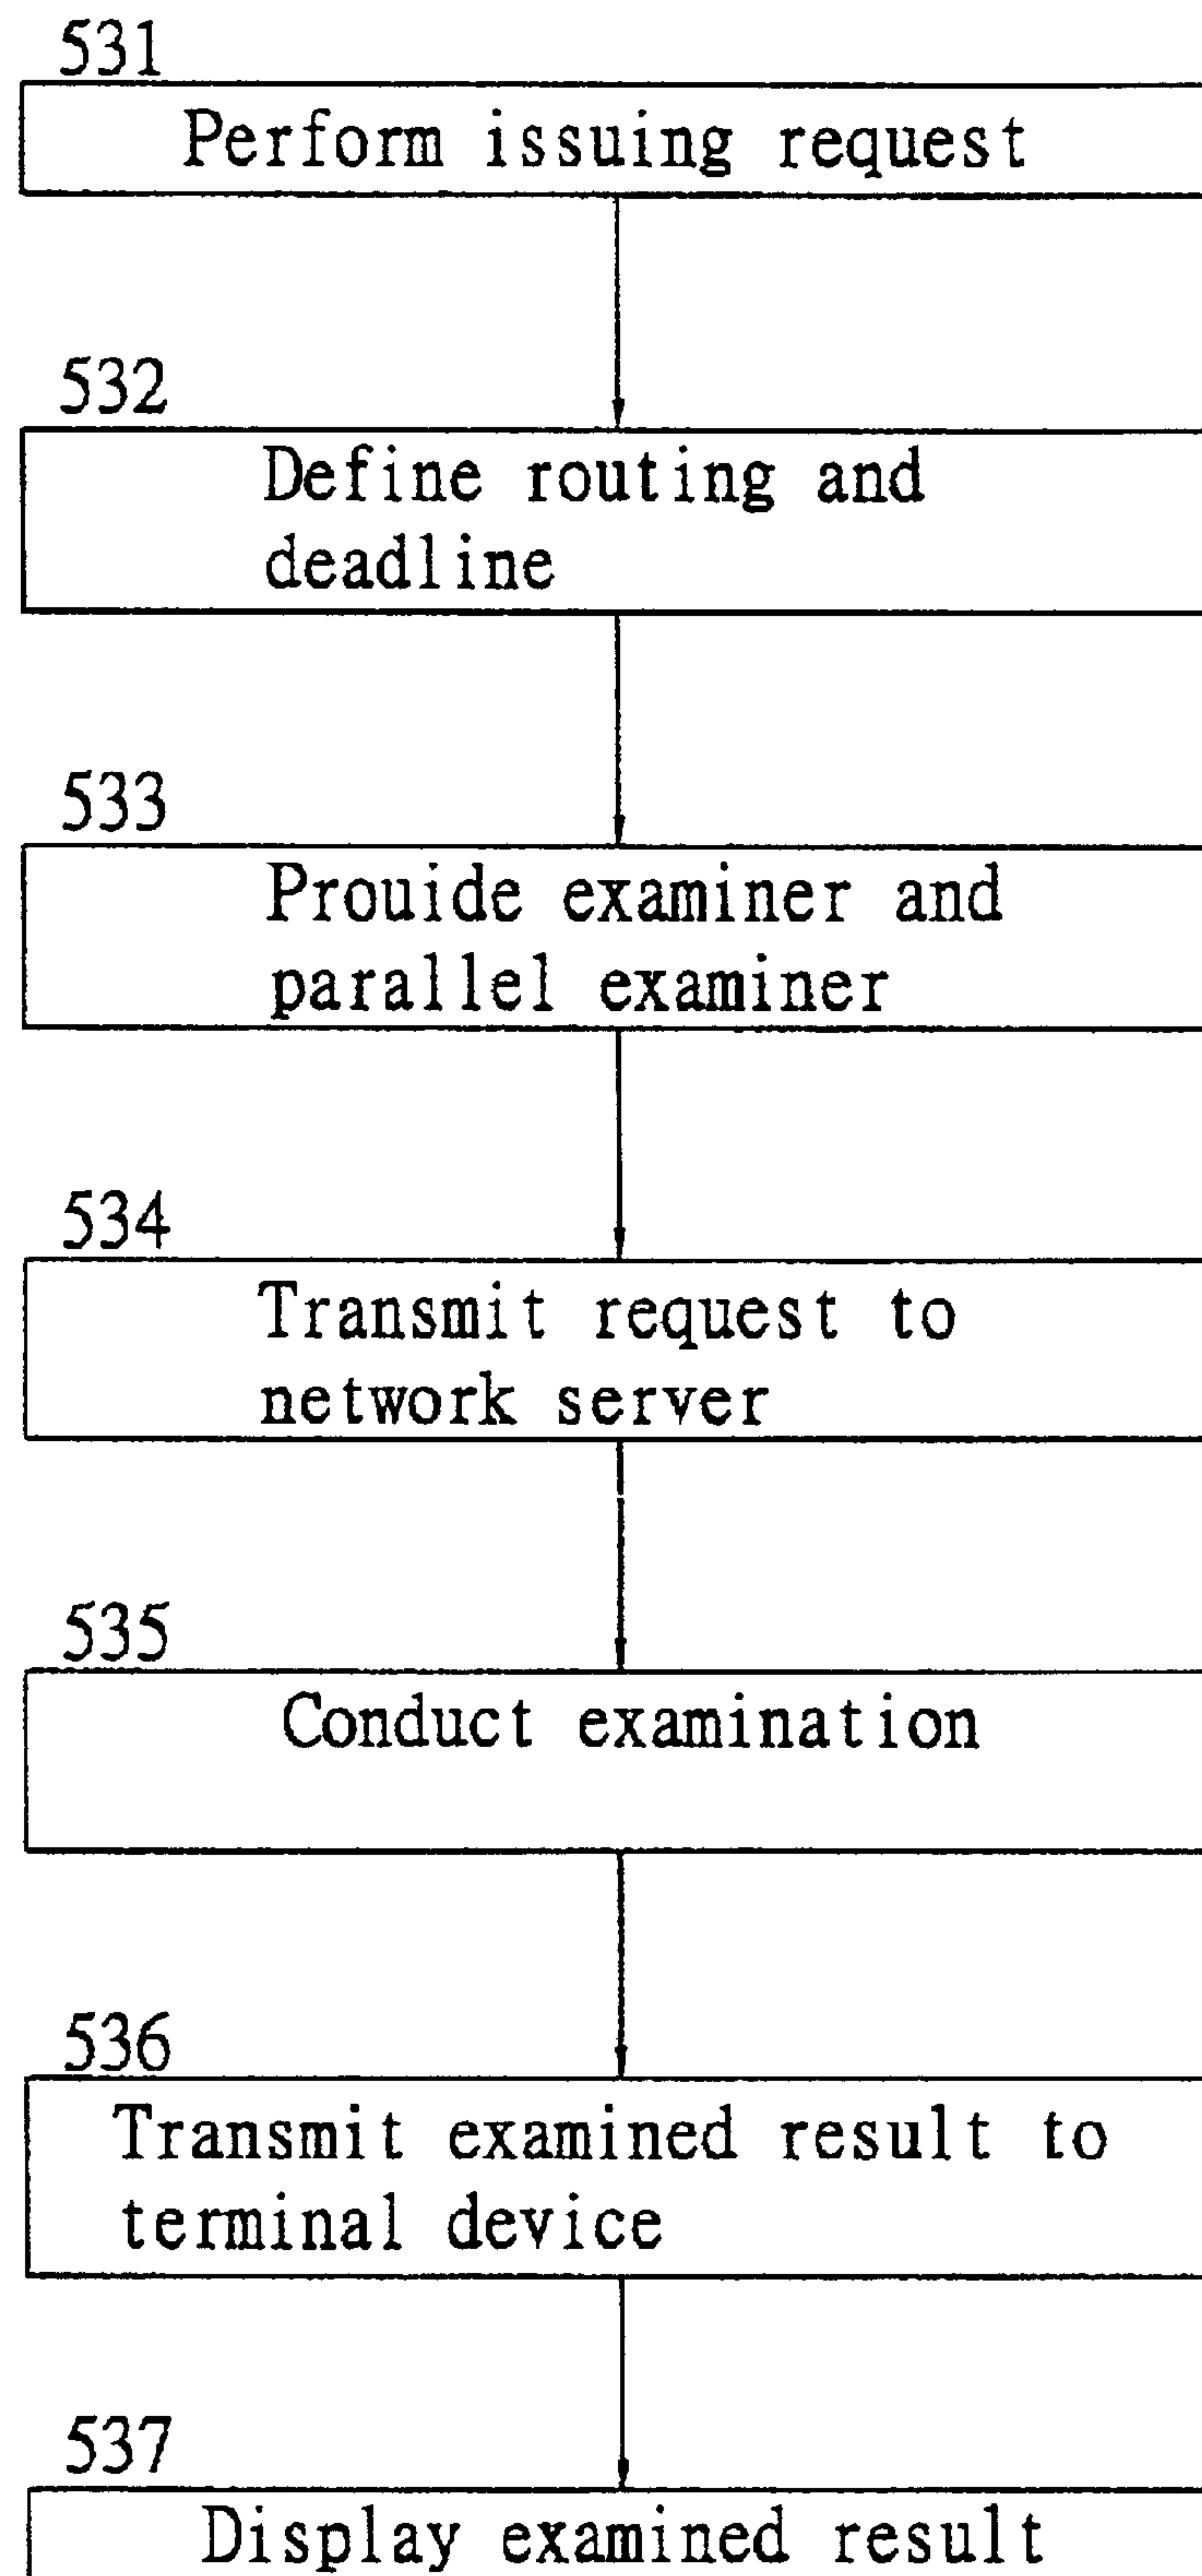 531
Perform issuing request
532
Define routing and
deadline
533
Prouide examiner and
parallel examiner
534
Transmit request to
network server
535
Conduct examination
536
Transmit examined result to
terminal device
537
Display examined result